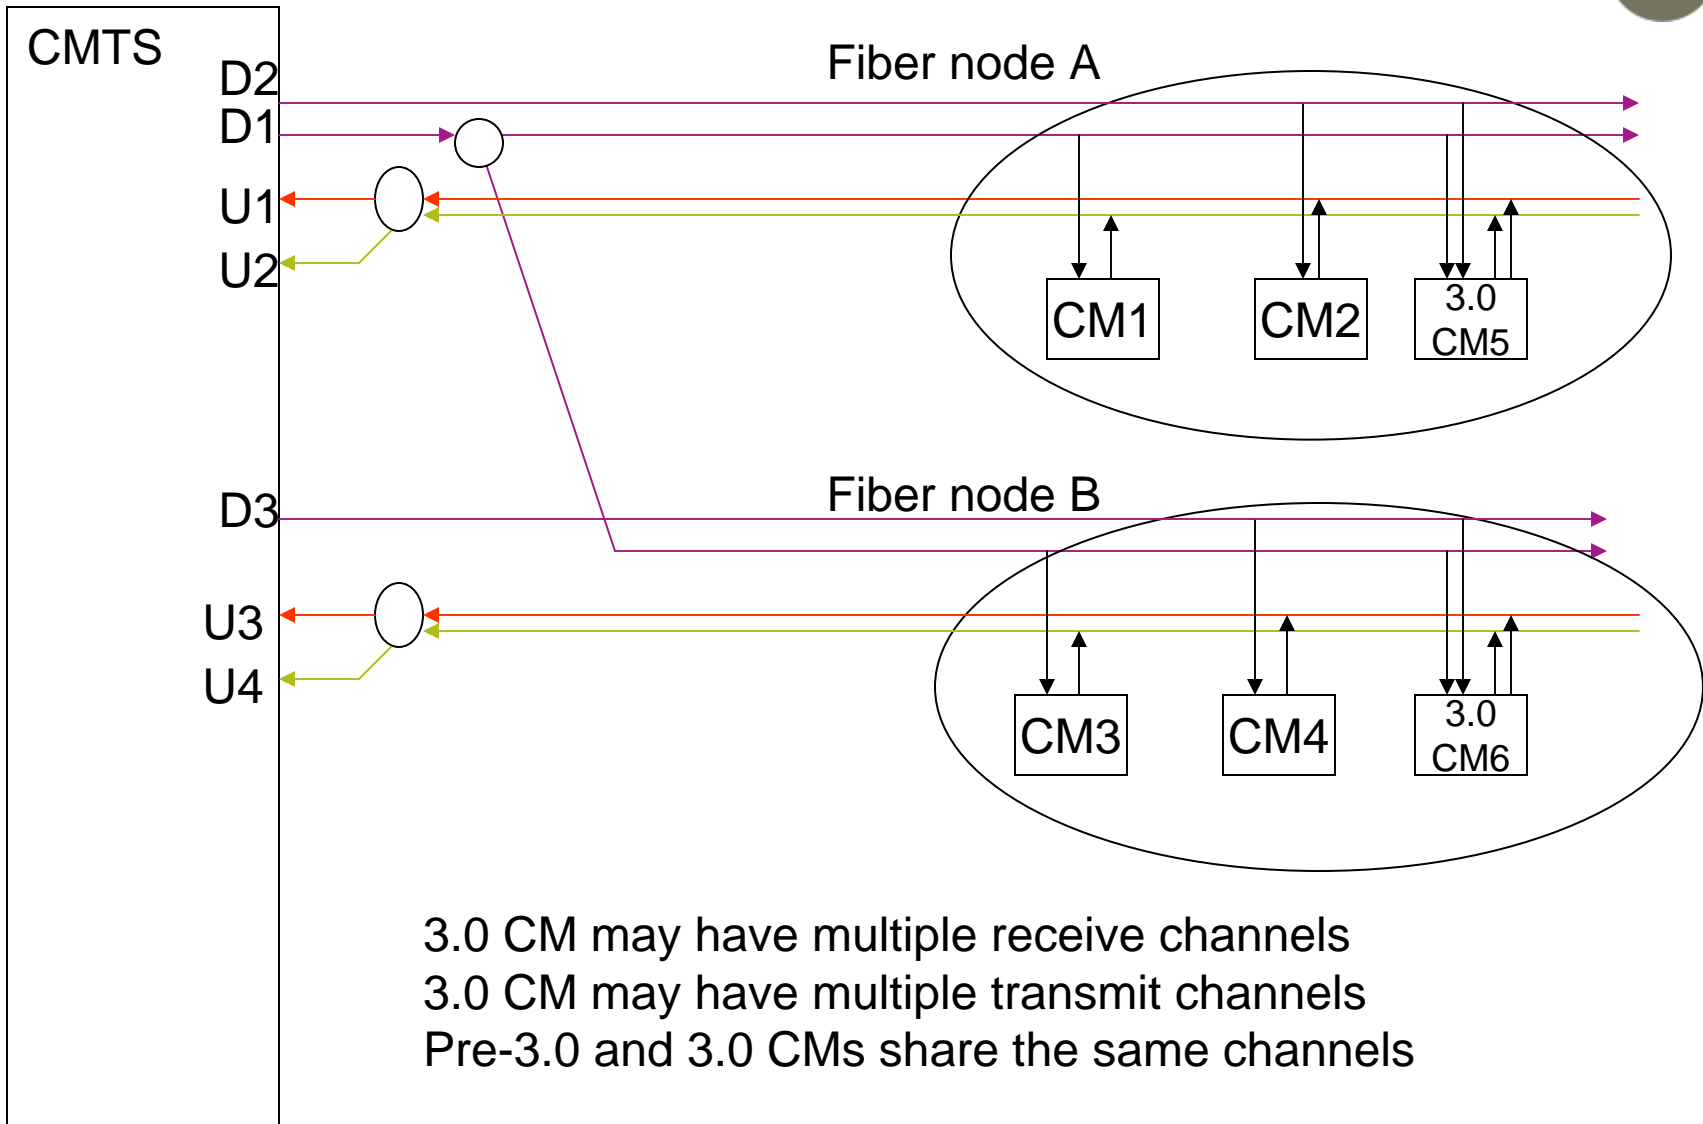 CMTS
Fiber node A
D2
D1
U1
U2
CM1
CM2
3.0
CM5
Fiber node B
D3
U3
U4
CM3
CM4
3.0
CM6
3.0 CM may have multiple receive channels
3.0 CM may have multiple transmit channels
Pre-3.0 and 3.0 CMs share the same channels